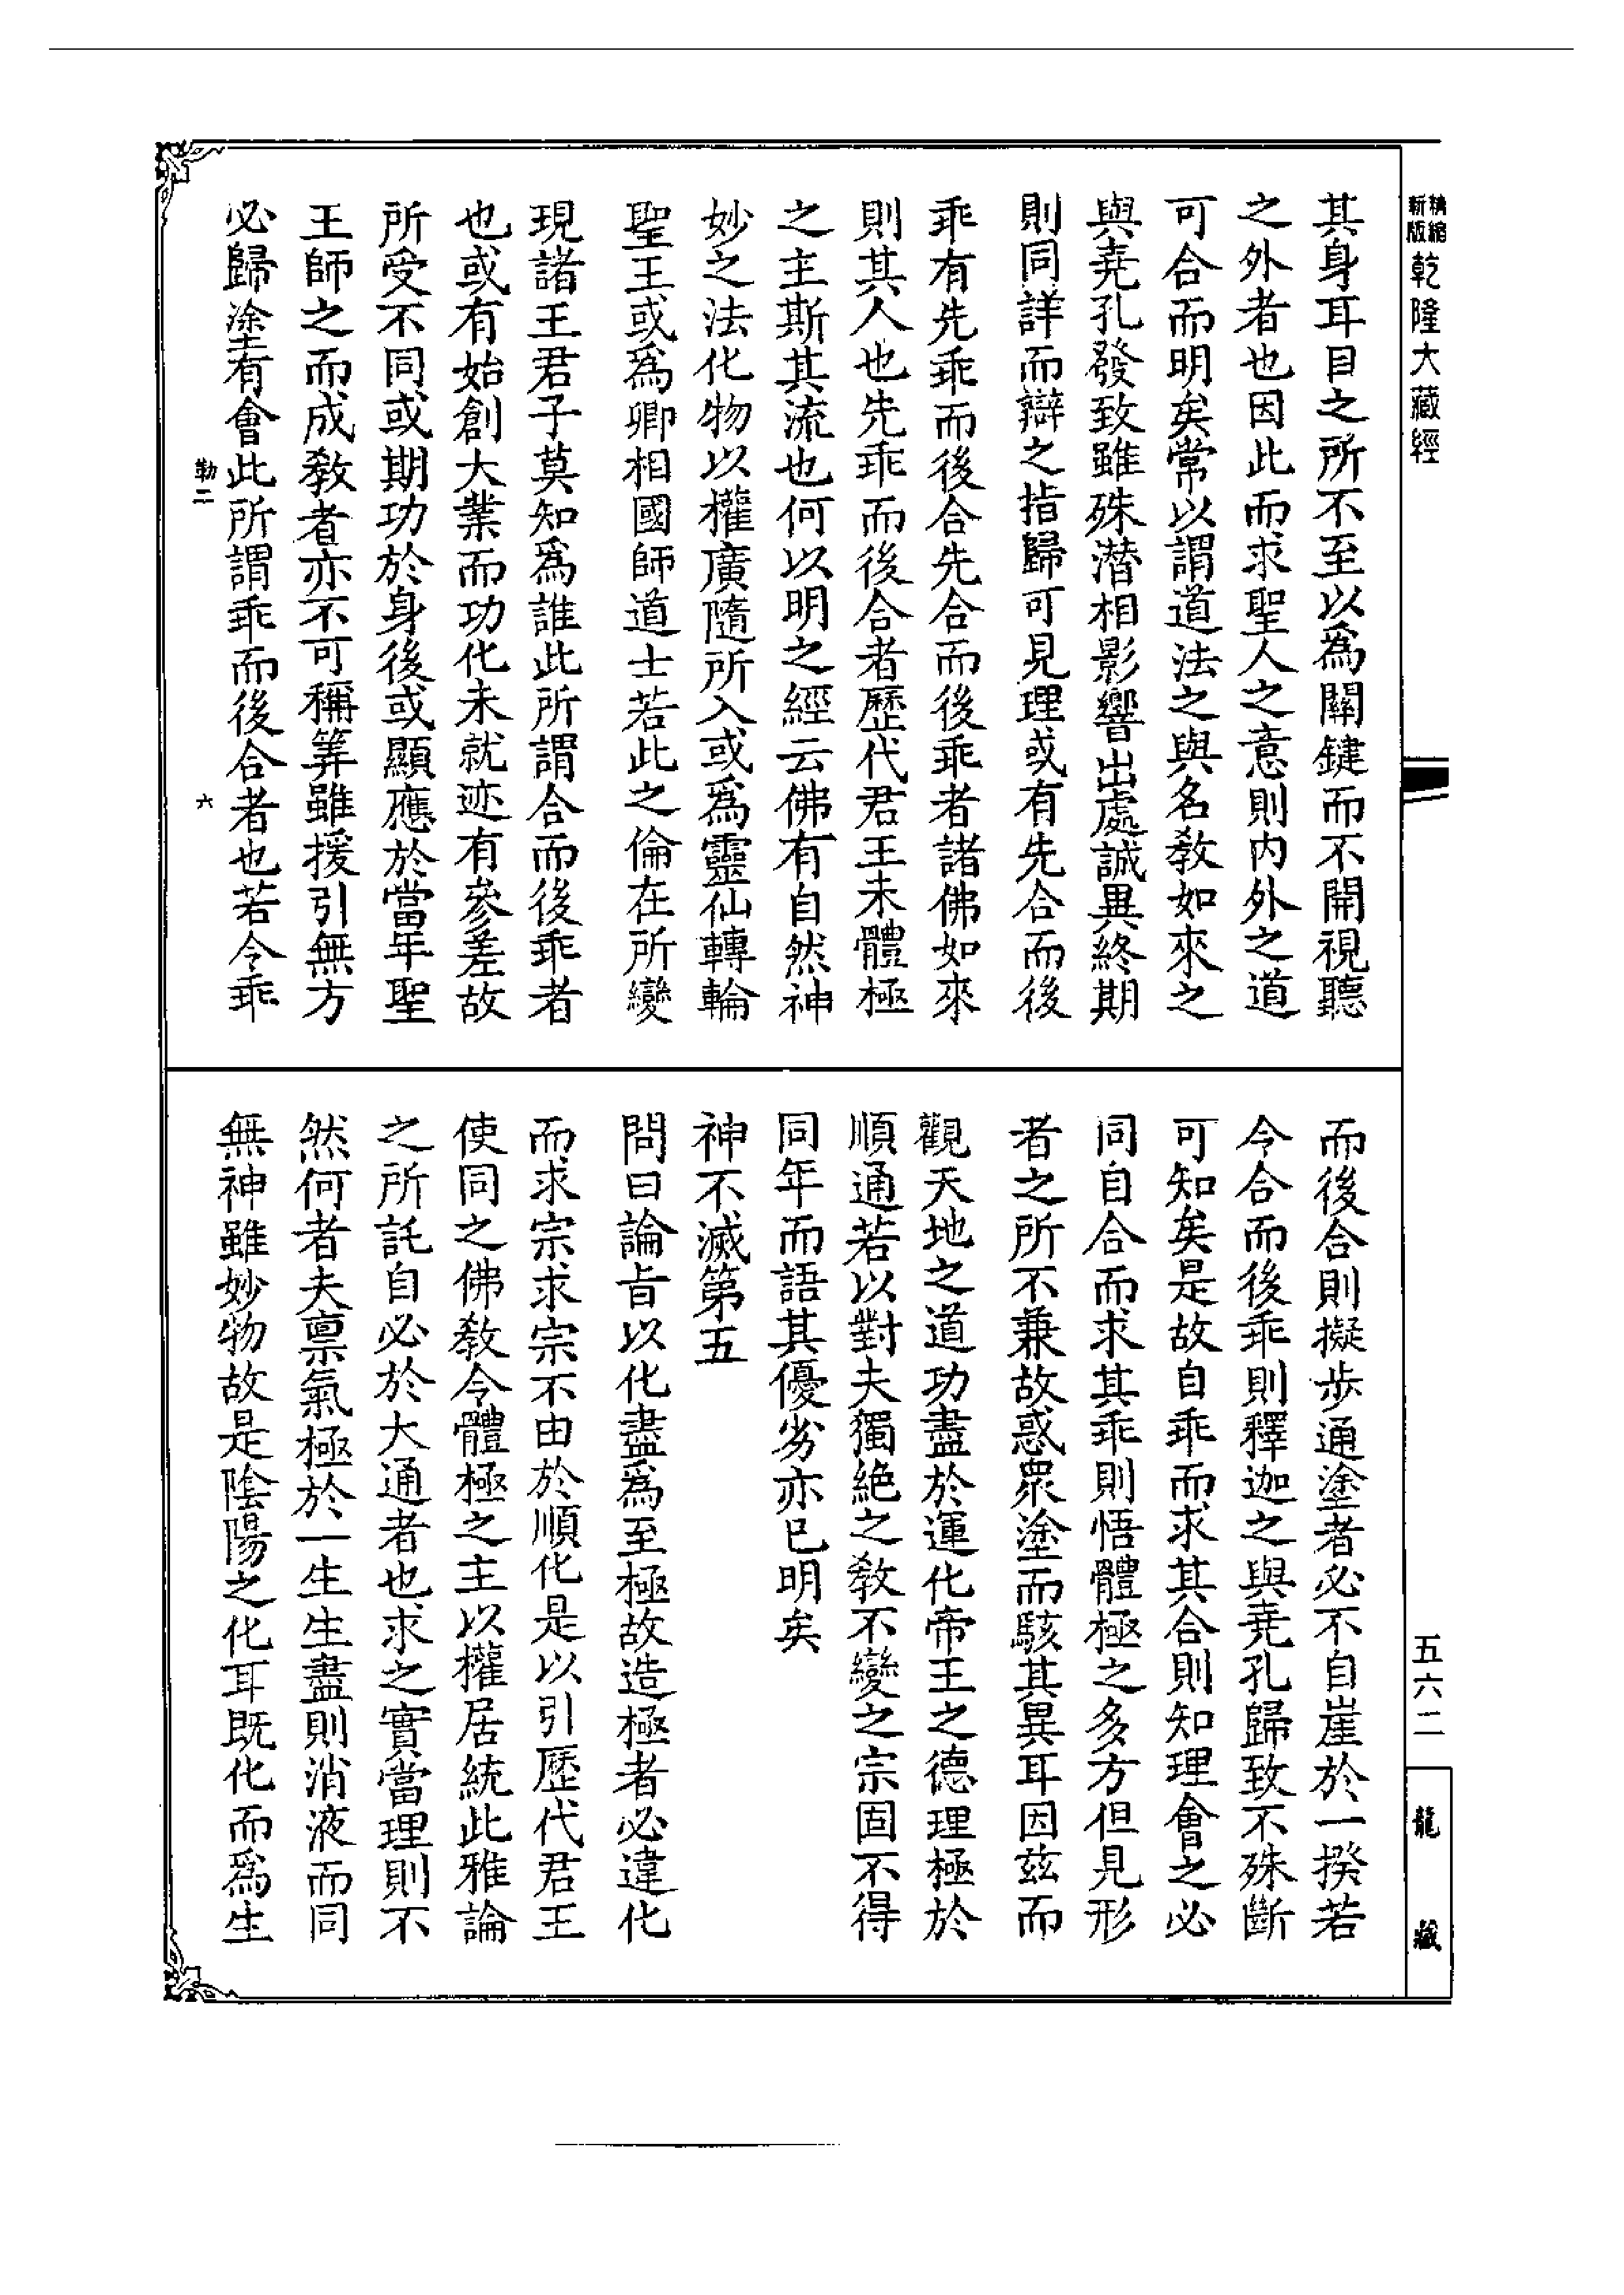 精縮新版乾隆大藏經
其身耳目之所不至以爲關鍵而不開視聽
之外者也因此而求聖人之意則内外之道
可合而明矣常以謂道法之與名教如來之
與堯孔發致雖殊潛相影響出處誠異終期
則同詳而辯之指歸可見理或有先合而後
乖有先乖而後合先合而後乖者諸佛如來
則其人也先乖而後合者歷代君王未體極
之主斯其流也何以明之經云佛有自然神
妙之法化物以權廣隨所入或爲靈仙轉輪
聖王或爲卿相國師道士若此之倫在所變
現諸王君子莫知爲誰此所謂合而後乖者
也或有始創大業而功化未就迹有參差故
所受不同或期功於身後或顯應於當年聖
王師之而成教者亦不可稱筭雖援引無方
必歸塗有會此所謂乖而後合者也若令乖
勒二
六
而後合則擬步通塗者必不自崖於一揆若
今合而後乖則釋迦之與堯孔歸致不殊斷
可知矣是故自乖而求其合則知理會之必
同自合而求其乖則悟體極之多方但見形
者之所不兼故惑衆塗而駭其異耳因茲而
觀天地之道功盡於運化帝王之德理極於
順通若以對夫獨絶之教不變之宗固不得
同年而語其優劣亦已明矣
神不滅第五
問曰論旨以化盡爲至極故造極者必違化
而求宗求宗不由於順化是以引歷代君王
使同之佛教令體極之主以權居統此雅論
之所託自必於大通者也求之實當理則不
然何者夫禀氣極於一生生盡則消液而同
無神雖妙物故是陰陽之化耳既化而爲生
五六二
龍藏